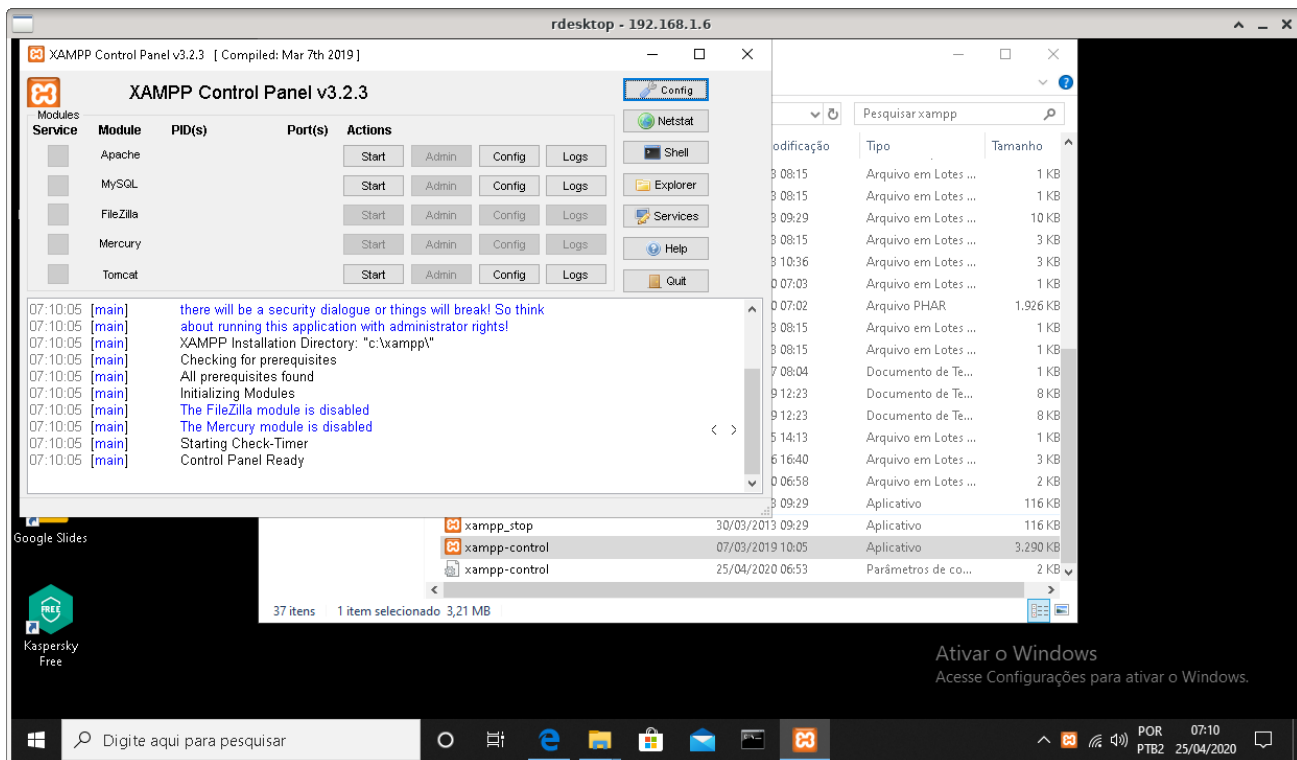 rdesktop - 192.168.1.6
XAMPP Control Panel v3.2.3 [ Compiled: Mar 7th 2019 ]
XAMPP Control Panel v3.2.3
Config
Modules
Service Module PID(s) Port(s) Actions
Netstat
Apache Start Admin Config Logs
Shell
MySQL Start Admin Config Logs
Explorer
FileZilla Start Admin Config Logs
Services
Mercury Start Admin Config Logs
Help
Tomcat Start Admin Config Logs
Quit
07:10:05 [main] there will be a security dialogue or things will break! So think
07:10:05 [main] about running this application with administrator rights!
07:10:05 [main] XAMPP Installation Directory: "c:\xampp\"
07:10:05 [main] Checking for prerequisites
07:10:05 [main] All prerequisites found
07:10:05 [main] Initializing Modules
07:10:05 [main] The FileZilla module is disabled
07:10:05 [main] The Mercury module is disabled
07:10:05 [main] Starting Check-Timer
07:10:05 [main] Control Panel Ready
Pesquisar xampp
odificação Tipo Tamanho
3 08:15 Arquivo em Lotes ... 1 KB
3 08:15 Arquivo em Lotes ... 1 KB
3 09:29 Arquivo em Lotes ... 10 KB
3 08:15 Arquivo em Lotes ... 3 KB
3 10:36 Arquivo em Lotes ... 3 KB
0 07:03 Arquivo em Lotes ... 1 KB
0 07:02 Arquivo PHAR 1.926 KB
3 08:15 Arquivo em Lotes ... 1 KB
3 08:15 Arquivo em Lotes ... 1 KB
7 08:04 Documento de Te... 1 KB
9 12:23 Documento de Te... 8 KB
9 12:23 Documento de Te... 8 KB
5 14:13 Arquivo em Lotes ... 1 KB
6 16:40 Arquivo em Lotes ... 3 KB
0 06:58 Arquivo em Lotes ... 2 KB
3 09:29 Aplicativo 116 KB
xampp_stop 30/03/2013 09:29 Aplicativo 116 KB
xampp-control 07/03/2019 10:05 Aplicativo 3.290 KB
xampp-control 25/04/2020 06:53 Parâmetros de co... 2 KB
37 itens 1 item selecionado 3,21 MB
Google Slides
FREE
Kaspersky
Free
Ativar o Windows
Acesse Configurações para ativar o Windows.
Digite aqui para pesquisar
POR
PTB2
07:10
25/04/2020